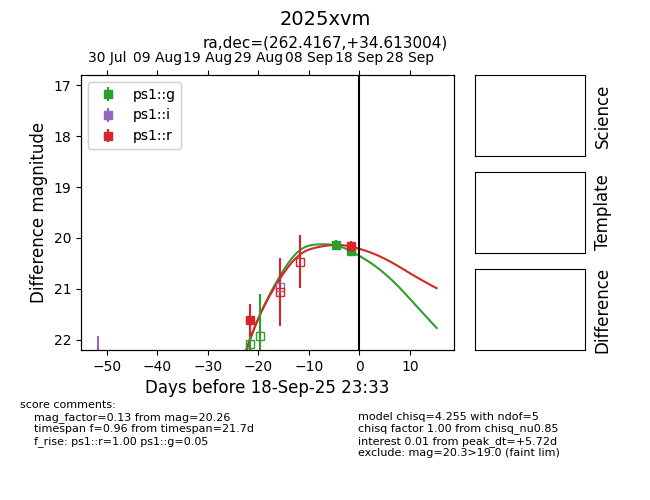 2025xvm
ra,dec=(262.4167,+34.613004)
30 Jul 09 Aug 19 Aug 29 Aug 08 Sep 18 Sep 28 Sep
ps1::g
ps1::i
ps1::r
17
18
19
20
21
22
Difference magnitude
−50 −40 −30 −20 −10 0 10
Days before 18-Sep-25 23:33
Science
Template
Difference
score comments:
mag_factor=0.13 from mag=20.26
timespan f=0.96 from timespan=21.7d
f_rise: ps1::r=1.00 ps1::g=0.05
model chisq=4.255 with ndof=5
chisq factor 1.00 from chisq_nu0.85
interest 0.01 from peak_dt=+5.72d
exclude: mag=20.3>19.0 (faint lim)